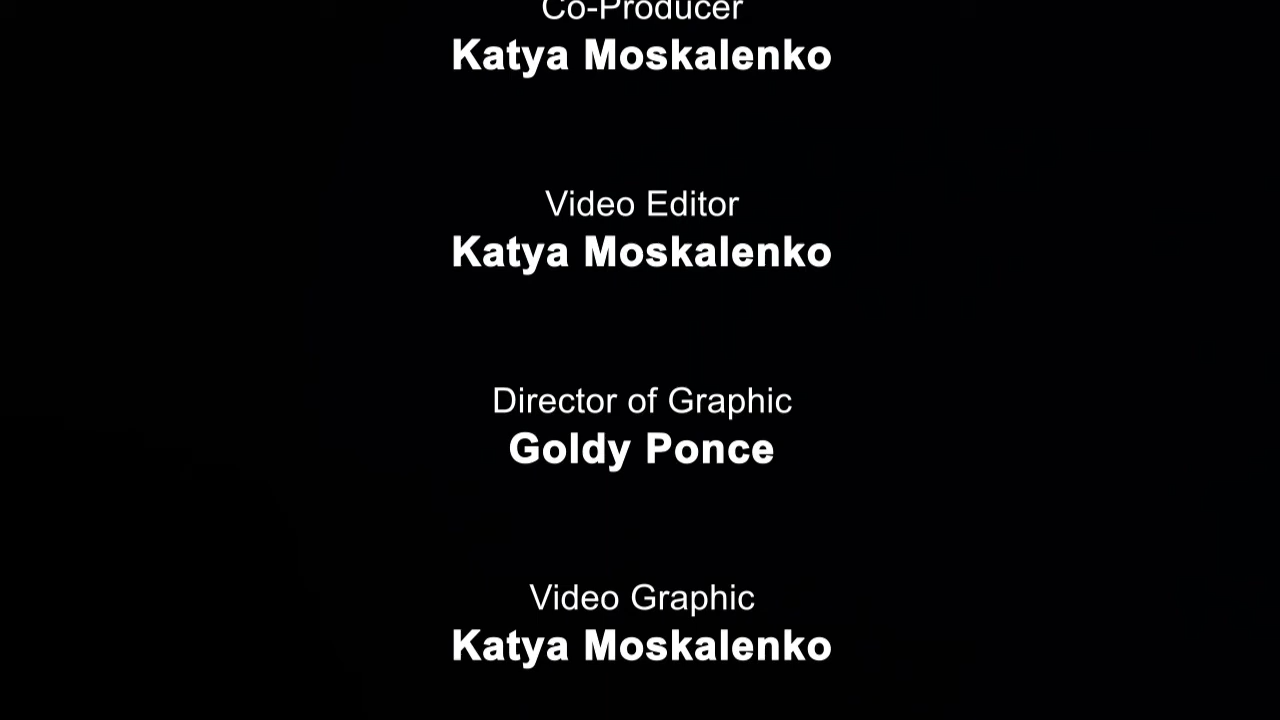 Co-Producer
Katya Moskalenko
Video Editor
Katya Moskalenko
Director of Graphic
Goldy Ponce
Video Graphic
Katya Moskalenko